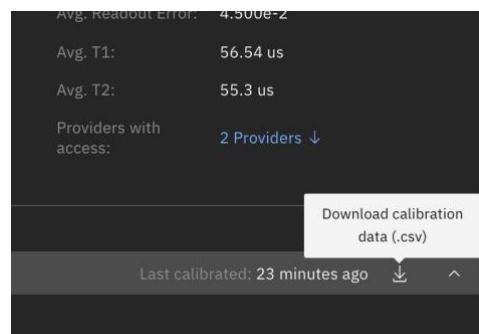 Avg. Readout Error: 4.500e-2
Avg. T1: 56.54 us
Avg. T2: 55.3 us
Providers with
access: 2 Providers ↓
Download calibration
data (.csv)
Last calibrated: 23 minutes ago